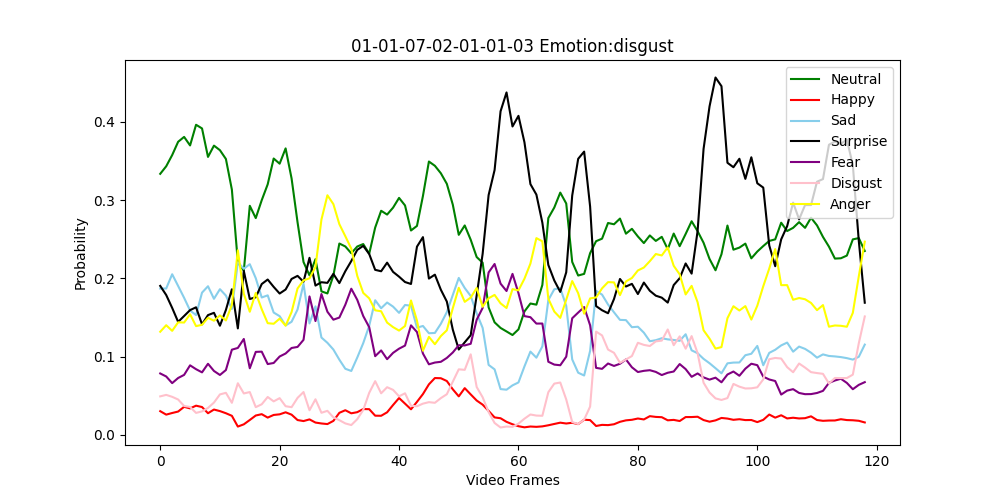 01-01-07-02-01-01-03 Emotion:disgust
Neutral
Happy
Sad
Surprise
Fear
Disgust
Anger
Probability
0.4
0.3
0.2
0.1
0.0
0 20 40 60 80 100 120
Video Frames